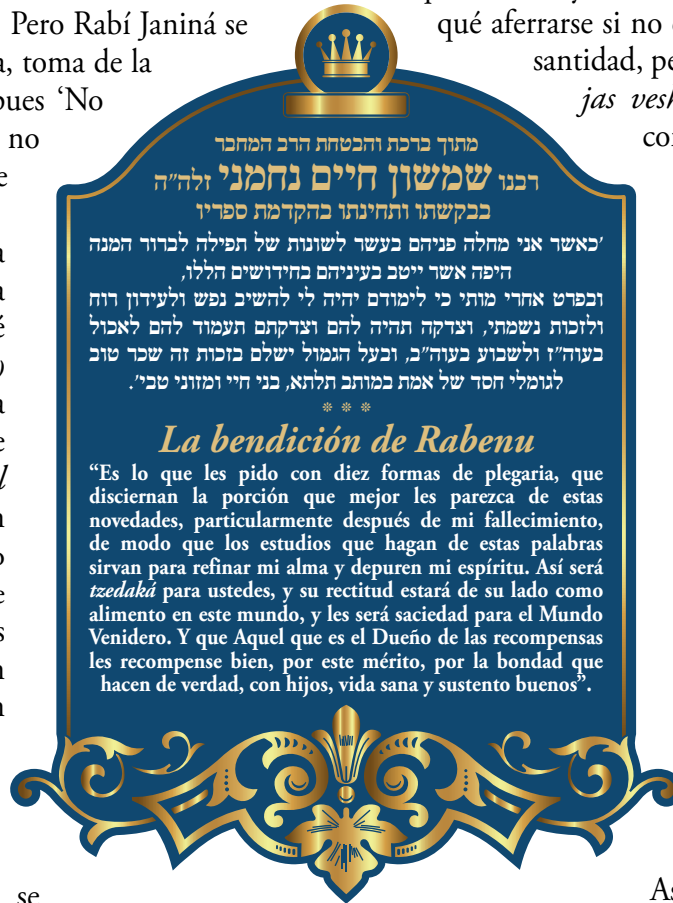 Pero Rabí Janiná se
toma de la
pues ‘No
no
qué aferrarse si no
santidad,
jas
מתוך ברכת והבטחת הרב המחבר
רבנו שמשון חיים נחמני זלה״ה
בבקשתו ותחינתו בהקדמת ספריו
׳כאשר אני מחלה פניהם בעשר לשונות של תפילה לברור המנה
היפה אשר ייטב בעיניהם בחידושים הללו,
ובפרט אחרי מותי כי לימודם יהיה לי להשיב נפש ולעידון רוח
ולזכות נשמתי, וצדקה תהיה להם וצדקתם תעמוד להם לאכול
בעוה״ז ולשבוע בעוה״ב, ובעל הגמול ישלם בזכות זה שכר טוב
לגומלי חסד של אמת במותב תלתא, בני חיי ומזוני טבי׳.
* * *
La bendición de Rabenu
“Es lo que les pido con diez formas de plegaria, que
disciernan la porción que mejor les parezca de estas
novedades, particularmente después de mi fallecimiento,
de modo que los estudios que hagan de estas palabras
sirvan para refinar mi alma y depuren mi espíritu. Así será
tzedaká para ustedes, y su rectitud estará de su lado como
alimento en este mundo, y les será saciedad para el Mundo
Venidero. Y que Aquel que es el Dueño de las recompensas
les recompense bien, por este mérito, por la bondad que
hacen de verdad, con hijos, vida sana y sustento buenos”.
se